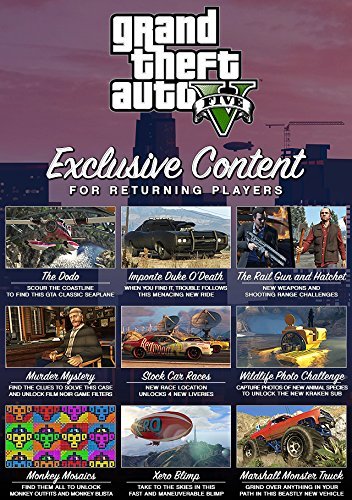 grand
theft
auto
FIVE
Exclusive Content
FOR RETURNING PLAYERS
The Dodo
SCOUR THE COASTLINE
TO FIND THIS GTA CLASSIC SEAPLANE
Imponte Duke O'Death
WHEN YOU FIND IT, TROUBLE FOLLOWS
THIS MENACING NEW RIDE
The Rail Gun and Hatchet
NEW WEAPONS AND
SHOOTING RANGE CHALLENGES
Murder Mystery
FIND THE CLUES TO SOLVE THIS CASE
AND UNLOCK FILM NOIR GAME FILTERS
Stock Car Races
NEW RACE LOCATION
UNLOCKS 4 NEW LIVERIES
Wildlife Photo Challenge
CAPTURE PHOTOS OF NEW ANIMAL SPECIES
TO UNLOCK THE NEW KRAKEN SUB
XERO
Monkey Mosaics
FIND THEM ALL TO UNLOCK
MONKEY OUTFITS AND MONKEY BLISTA
Xero Blimp
TAKE TO THE SKIES IN THIS
FAST AND MANEUVERABLE BLIMP
Marshall Monster Truck
GRIND OVER ANYTHING IN YOUR
PATH IN THIS BEASTLY NEW VEHICLE